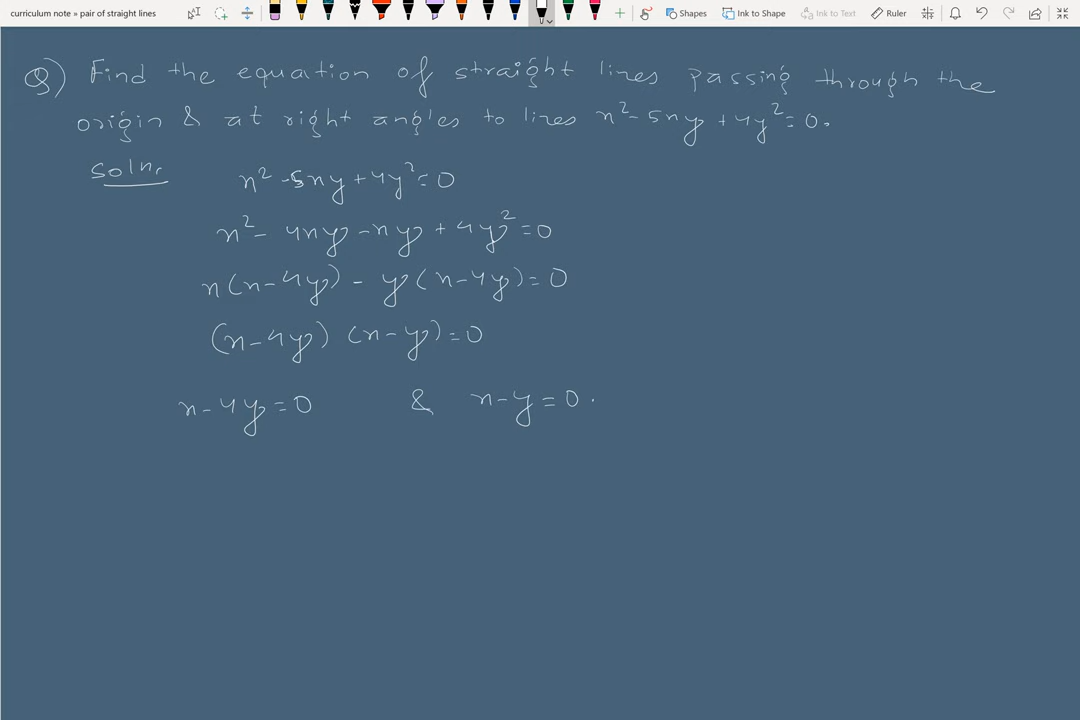 curriculum note » pair of straight lines
Shapes Ink to Shape Ink to Text Ruler
Q) Find the equation of straight lines passing through the
origin & at right angles to lines x² - 5xy + 4y² = 0.
Soln.
x² - 5xy + 4y² = 0
x² - 4xy - xy + 4y² = 0
x(x - 4y) - y(x - 4y) = 0
(x - 4y) (x - y) = 0
x - 4y = 0 & x - y = 0.